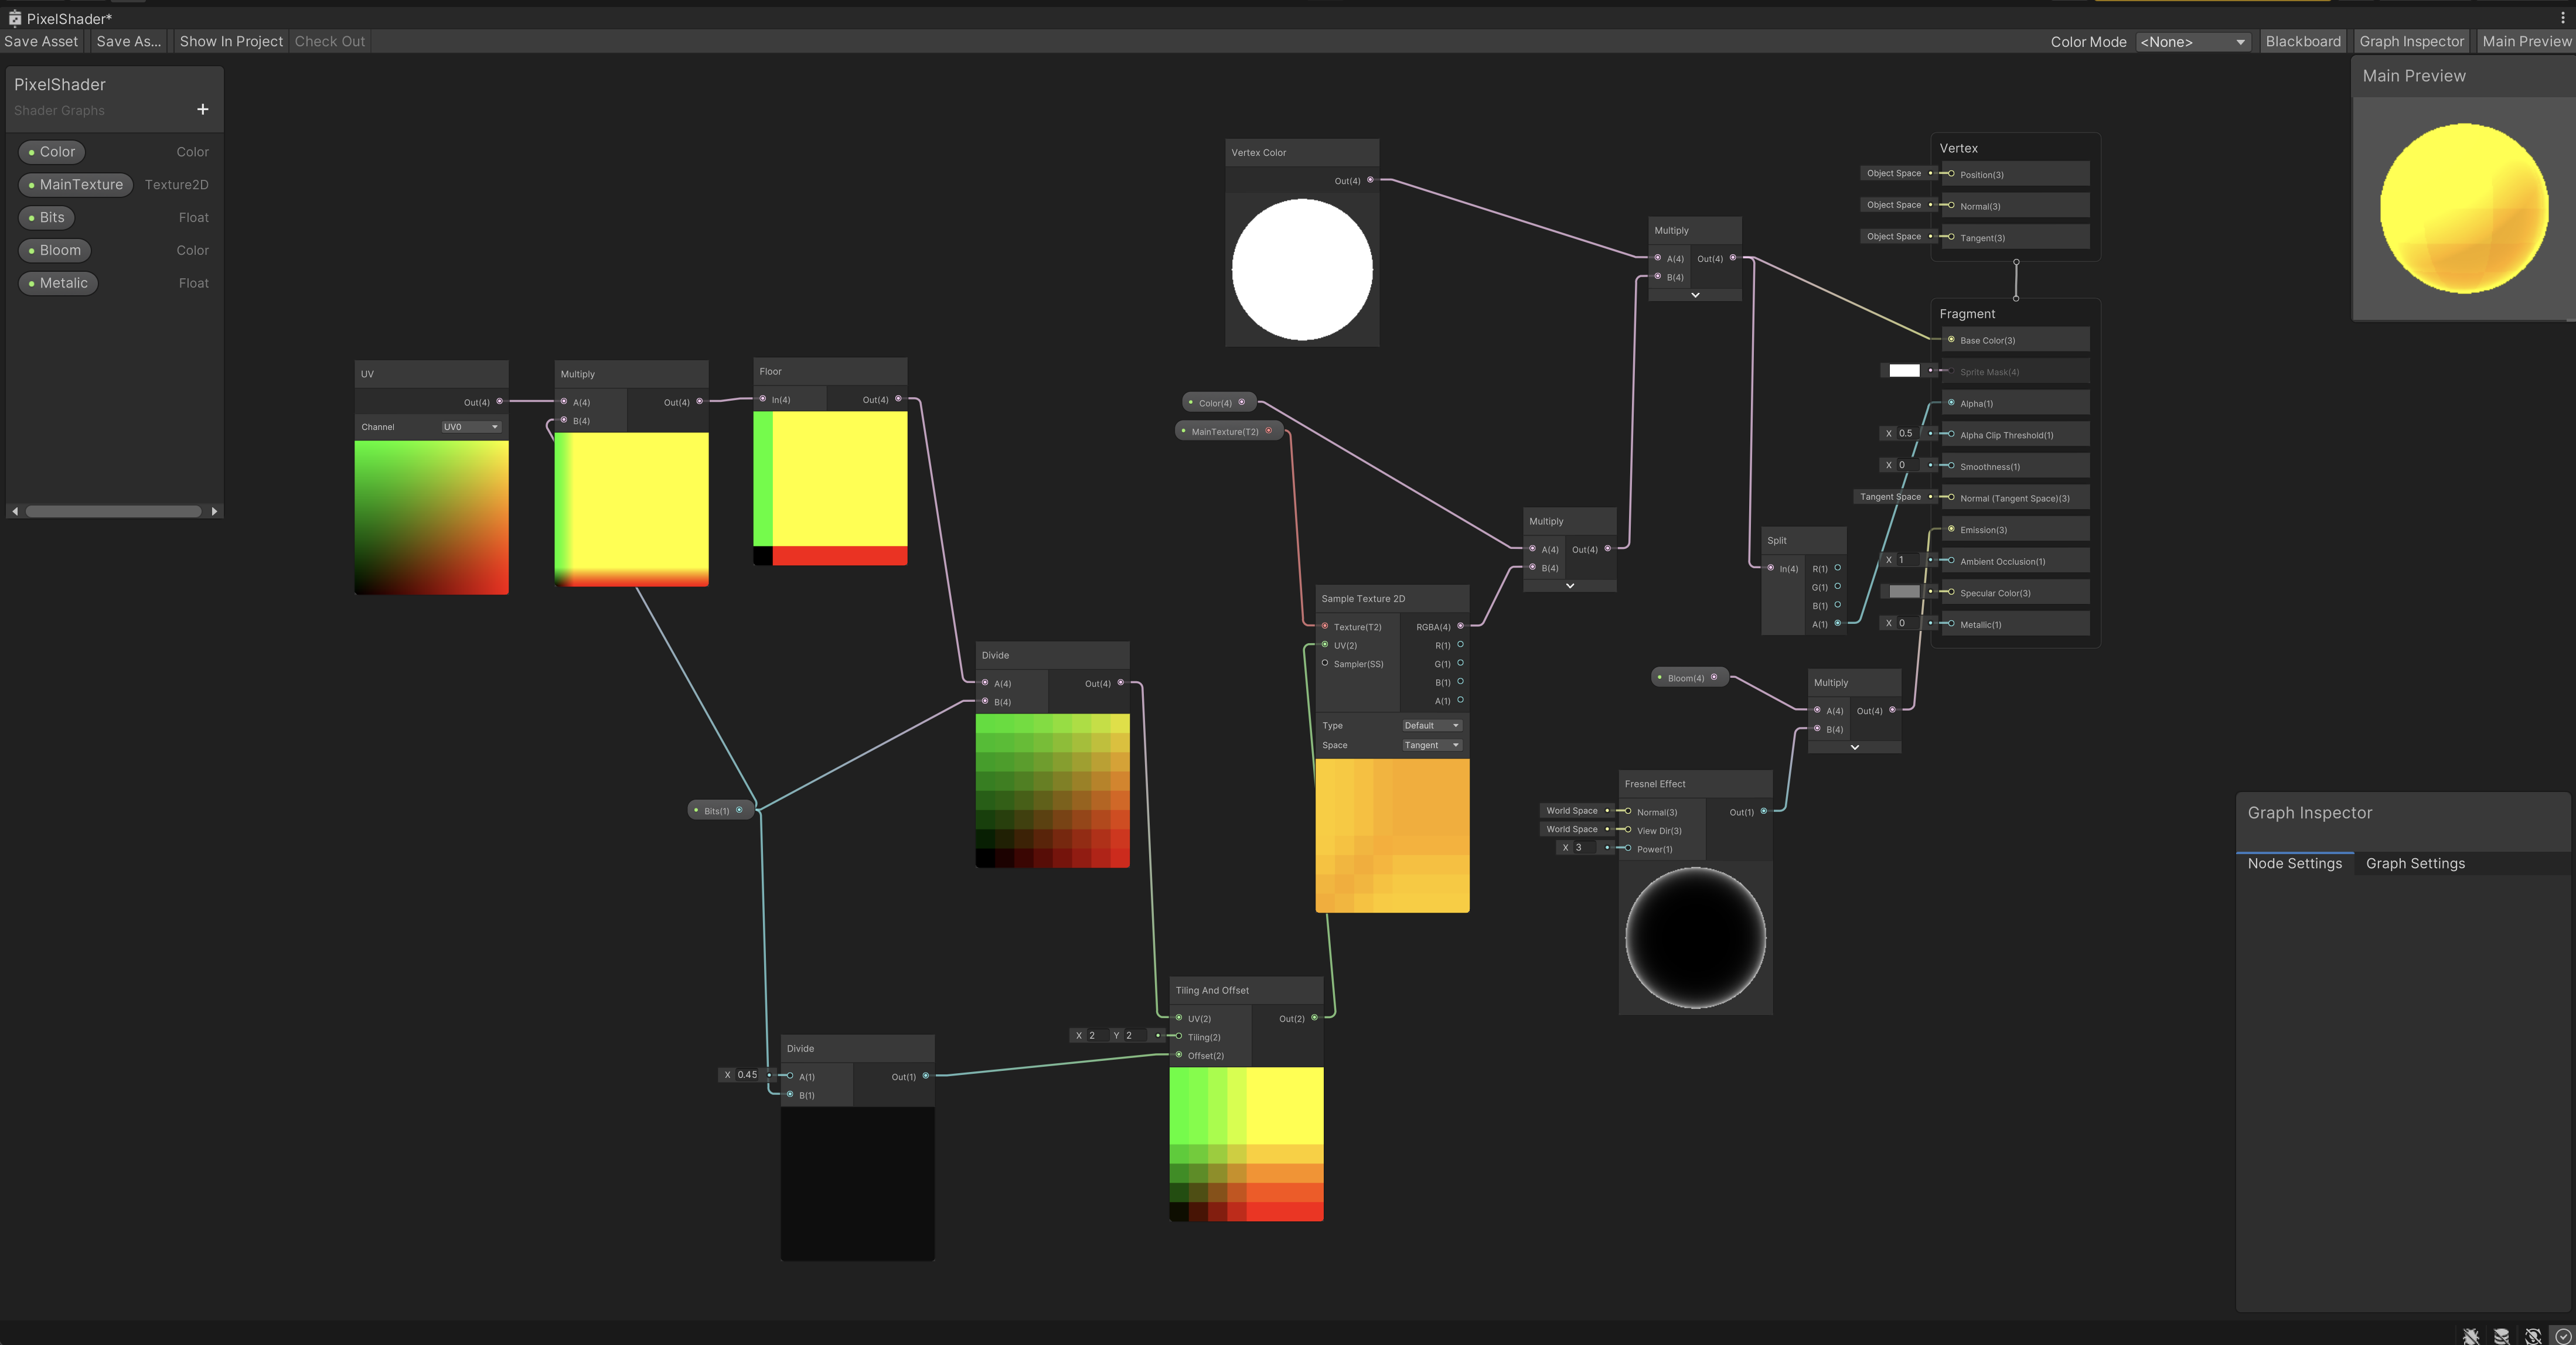 PixelShader*
Save Asset
Save As...
Show In Project
Check Out
Color Mode
<None>
Blackboard
Graph Inspector
Main Preview
PixelShader
Shader Graphs
+
Color Color
MainTexture Texture2D
Bits Float
Bloom Color
Metalic Float
UV
Out(4)
Channel UV0
Multiply
A(4) Out(4)
B(4)
Floor
In(4) Out(4)
Bits(1)
Divide
A(4) Out(4)
B(4)
Divide
X 0.45
A(1) Out(1)
B(1)
Tiling And Offset
UV(2) Out(2)
X 2 Y 2
Tiling(2)
Offset(2)
Vertex Color
Out(4)
Color(4)
MainTexture(T2)
Sample Texture 2D
Texture(T2) RGBA(4)
UV(2) R(1)
Sampler(SS) G(1)
B(1)
A(1)
Type Default
Space Tangent
Multiply
A(4) Out(4)
B(4)
Multiply
A(4) Out(4)
B(4)
Split
In(4) R(1)
G(1)
B(1)
A(1)
Bloom(4)
Multiply
A(4) Out(4)
B(4)
Fresnel Effect
World Space Normal(3) Out(1)
World Space View Dir(3)
X 3 Power(1)
Vertex
Object Space Position(3)
Object Space Normal(3)
Object Space Tangent(3)
Fragment
Base Color(3)
Sprite Mask(4)
Alpha(1)
X 0.5 Alpha Clip Threshold(1)
X 0 Smoothness(1)
Tangent Space Normal (Tangent Space)(3)
Emission(3)
X 1 Ambient Occlusion(1)
Specular Color(3)
X 0 Metallic(1)
Main Preview
Graph Inspector
Node Settings Graph Settings